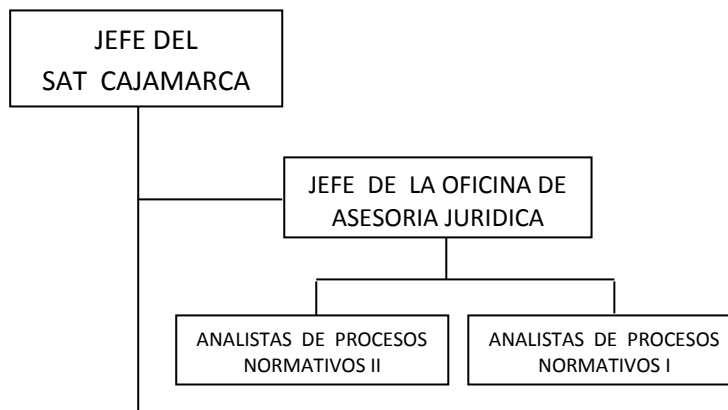 JEFE DEL
SAT CAJAMARCA
JEFE DE LA OFICINA DE
ASESORIA JURIDICA
ANALISTAS DE PROCESOS
NORMATIVOS II
ANALISTAS DE PROCESOS
NORMATIVOS I